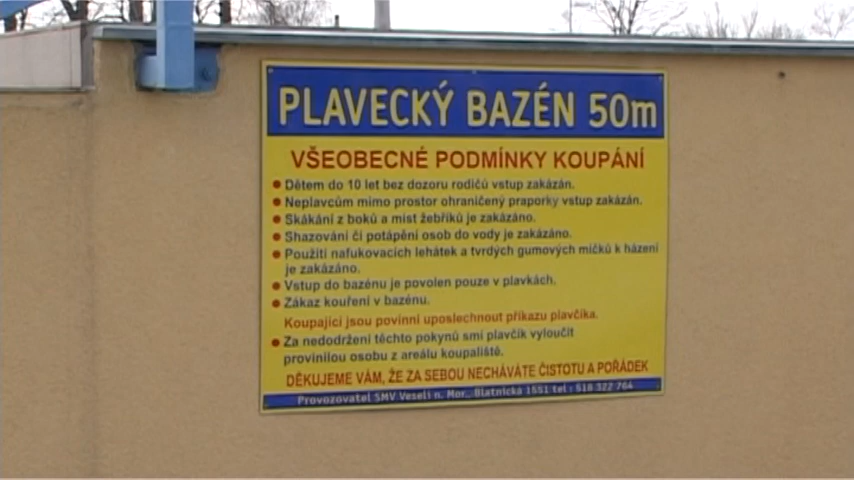 PLAVECKÝ BAZÉN 50m
VŠEOBECNÉ PODMÍNKY KOUPÁNÍ
● Dětem do 10 let bez dozoru rodičů vstup zakázán.
● Neplavcům mimo prostor ohraničený praporky vstup zakázán.
● Skákání z boků a míst žebříků je zakázáno.
● Shazování či potápění osob do vody je zakázáno.
● Použití nafukovacích lehátek a tvrdých gumových míčků k házení
je zakázáno.
● Vstup do bazénu je povolen pouze v plavkách.
● Zákaz kouření v bazénu.
Koupající jsou povinni uposlechnout příkazu plavčíka.
● Za nedodržení těchto pokynů smí plavčík vyloučit
provinilou osobu z areálu koupaliště.
DĚKUJEME VÁM, ŽE ZA SEBOU NECHÁVÁTE ČISTOTU A POŘÁDEK
Provozovatel SMV Veselí n. Mor., Blatnická 1551 tel : 518 322 764